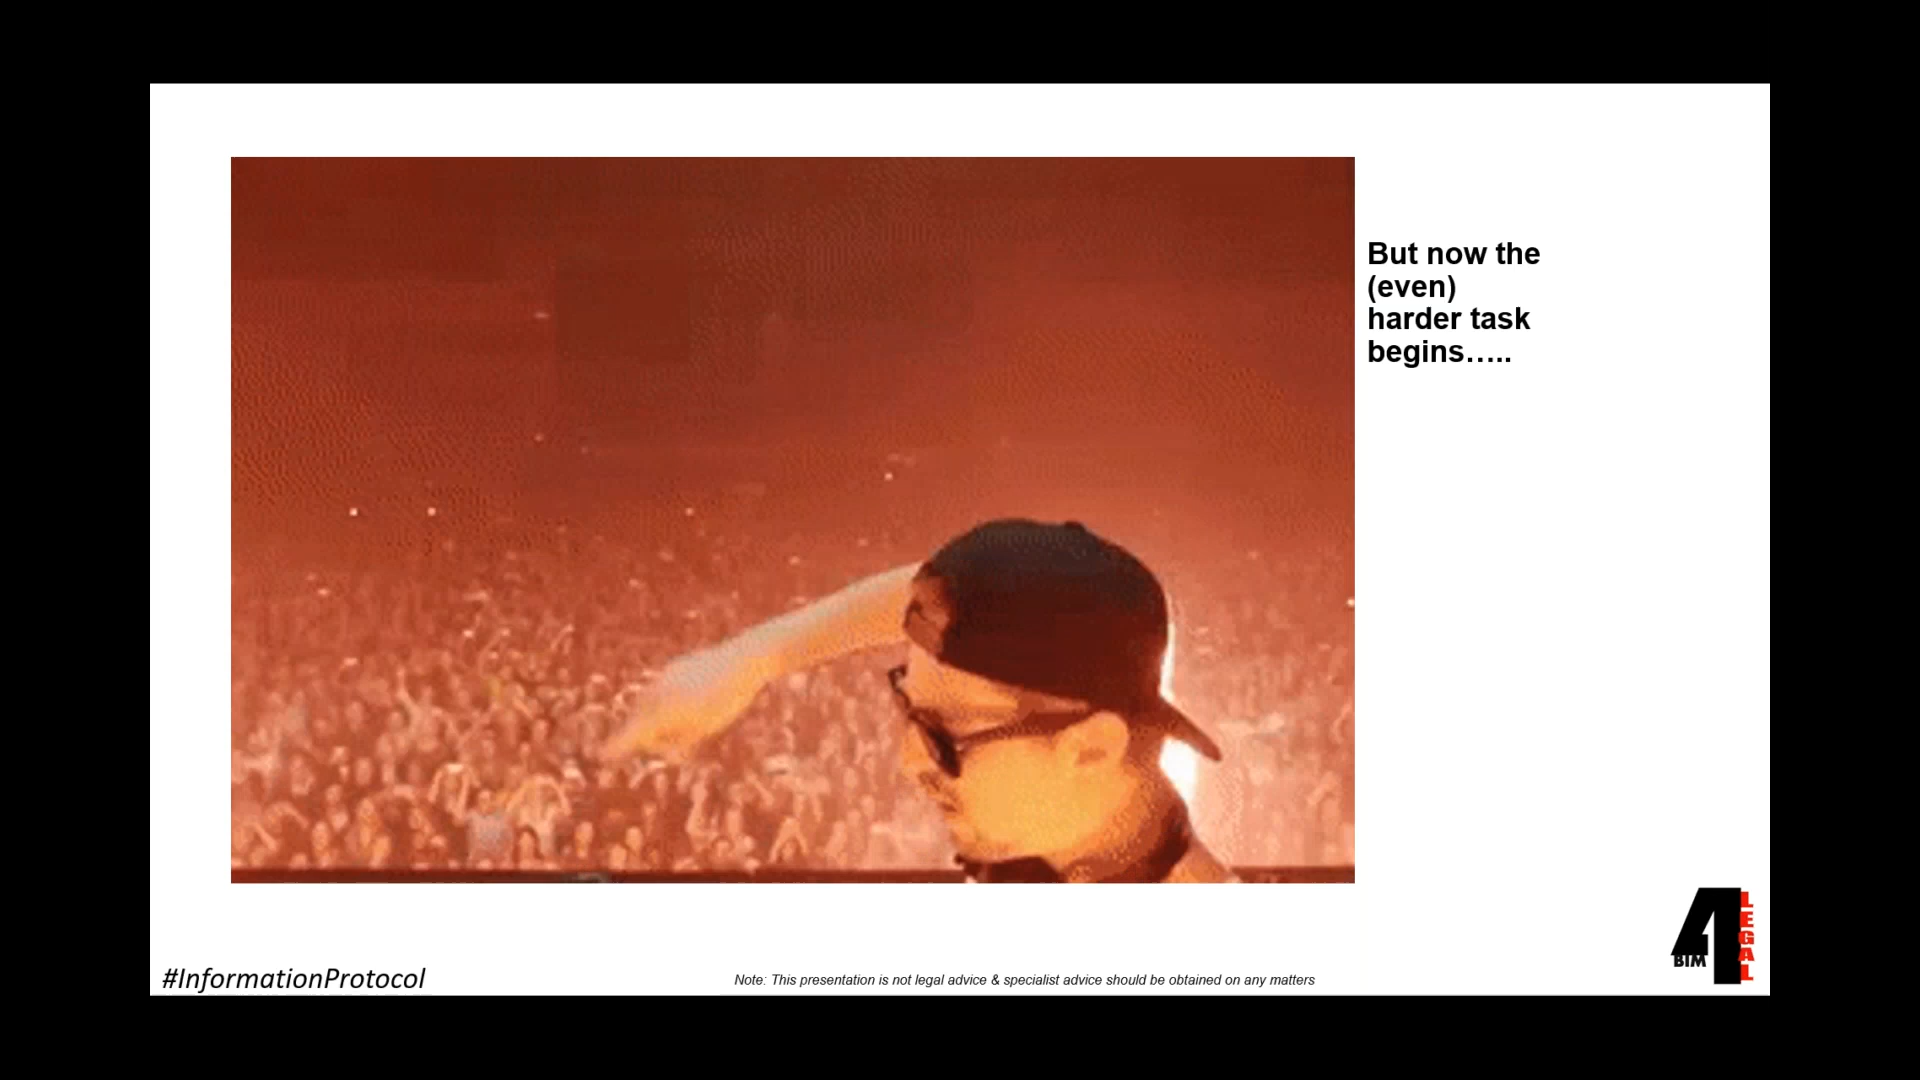 But now the
(even)
harder task
begins…..
#InformationProtocol
Note: This presentation is not legal advice & specialist advice should be obtained on any matters
4
BIM
LEGAL